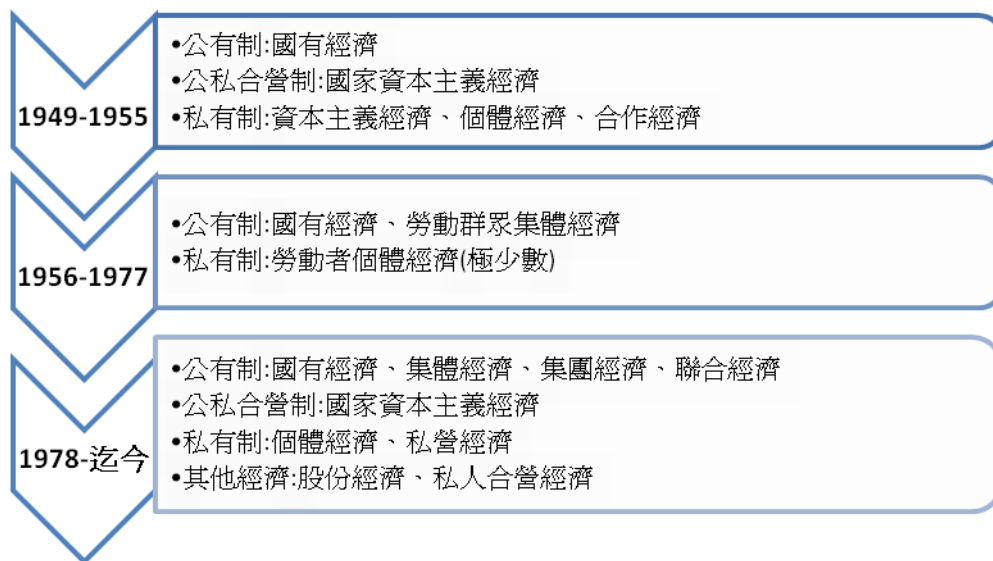 1949-1955
•公有制:國有經濟
•公私合營制:國家資本主義經濟
•私有制:資本主義經濟、個體經濟、合作經濟
1956-1977
•公有制:國有經濟、勞動群眾集體經濟
•私有制:勞動者個體經濟(極少數)
1978-迄今
•公有制:國有經濟、集體經濟、集團經濟、聯合經濟
•公私合營制:國家資本主義經濟
•私有制:個體經濟、私營經濟
•其他經濟:股份經濟、私人合營經濟